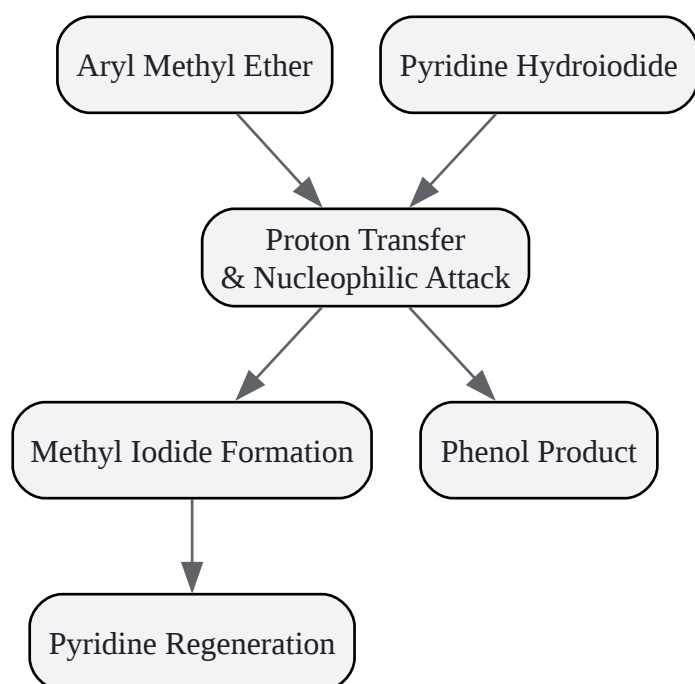 Aryl Methyl Ether
Pyridine Hydroiodide
Proton Transfer
& Nucleophilic Attack
Methyl Iodide Formation
Phenol Product
Pyridine Regeneration